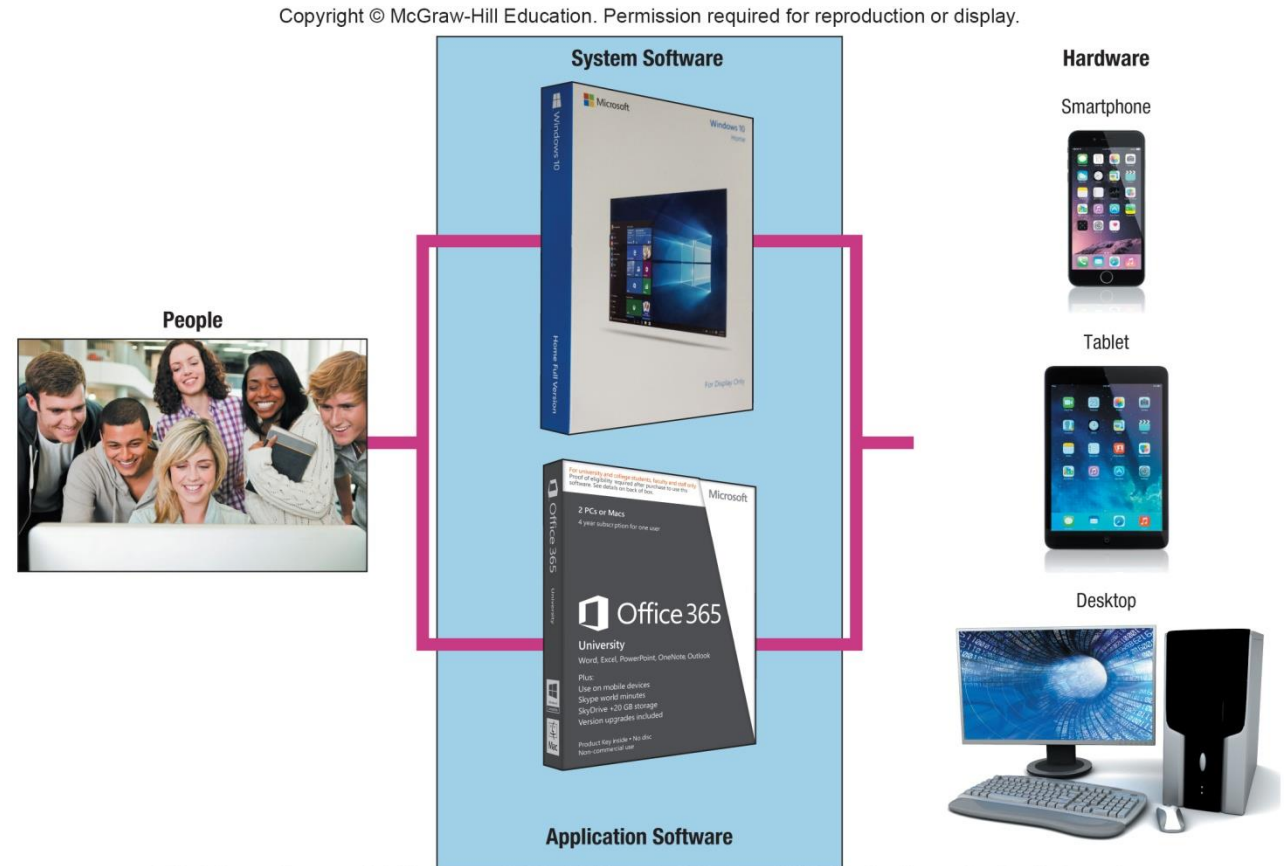 Copyright © McGraw-Hill Education. Permission required for reproduction or display.
System Software
Hardware
Smartphone
Microsoft
Windows 10
Home
Windows 10
Home Full Version
For Display Only
People
Tablet
For university and college students, faculty and staff only
Proof of eligibility required after purchase to use this
software. See details on back of box.
Microsoft
2 PCs or Macs
4 year subscription for one user
Office 365
University
Office 365
University
Word, Excel, PowerPoint, OneNote, Outlook
Plus:
Use on mobile devices
Skype world minutes
SkyDrive +20 GB storage
Version upgrades included
Product Key inside • No disc
Non-commercial use
Mac
Desktop
Application Software